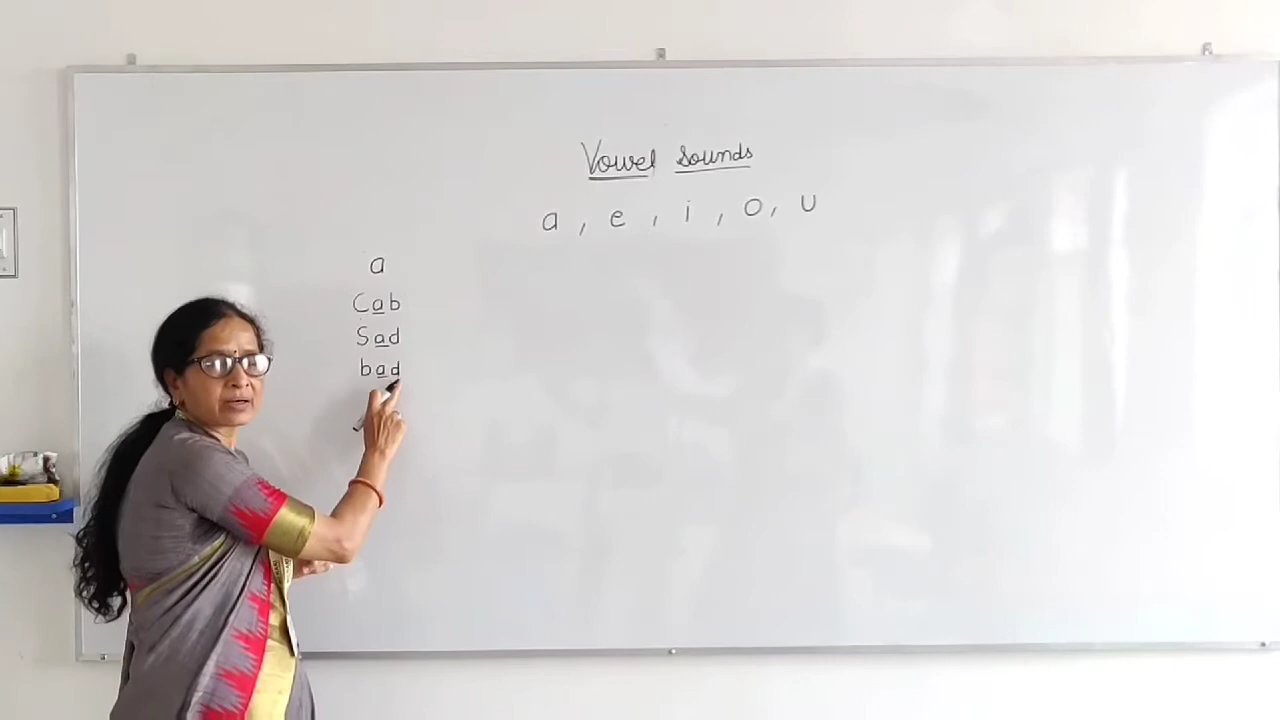 Vowel Sounds
a , e , i , o , u
a
Cab
Sad
bad